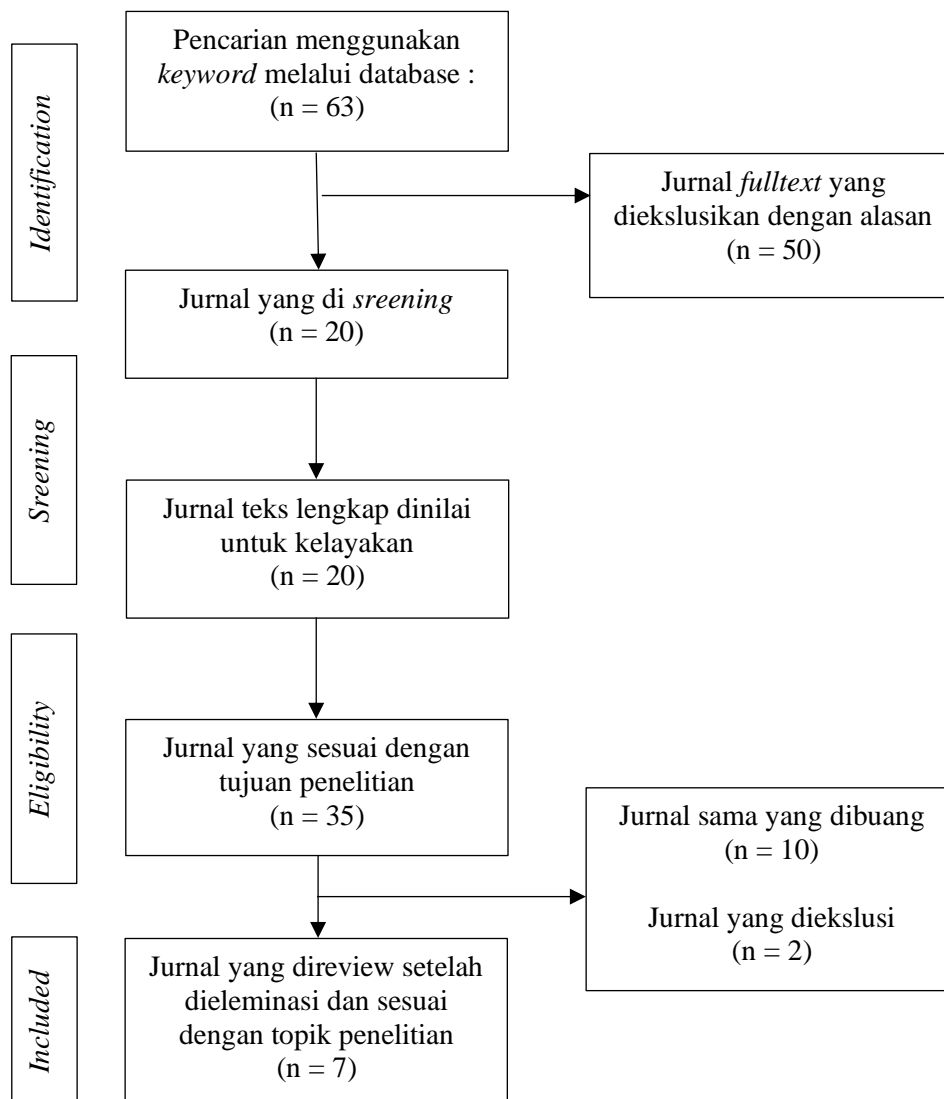 Identification
Pencarian menggunakan
keyword melalui database :
(n = 63)
Jurnal fulltext yang
diekslusikan dengan alasan
(n = 50)
Jurnal yang di sreening
(n = 20)
Sreening
Jurnal teks lengkap dinilai
untuk kelayakan
(n = 20)
Eligibility
Jurnal yang sesuai dengan
tujuan penelitian
(n = 35)
Jurnal sama yang dibuang
(n = 10)
Jurnal yang diekslusi
(n = 2)
Included
Jurnal yang direview setelah
dieleminasi dan sesuai
dengan topik penelitian
(n = 7)